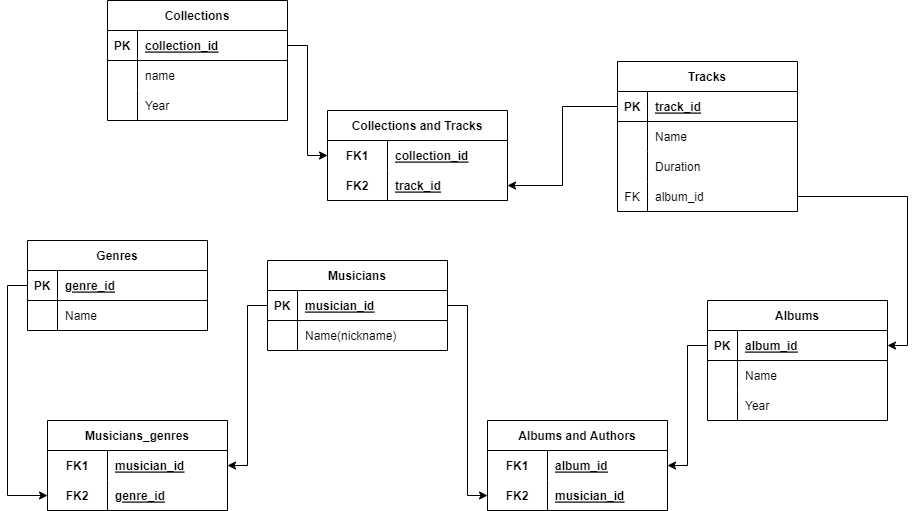 Collections
PK collection_id
name
Year
Tracks
PK track_id
Name
Duration
FK album_id
Collections and Tracks
FK1 collection_id
FK2 track_id
Genres
PK genre_id
Name
Musicians
PK musician_id
Name(nickname)
Albums
PK album_id
Name
Year
Musicians_genres
FK1 musician_id
FK2 genre_id
Albums and Authors
FK1 album_id
FK2 musician_id